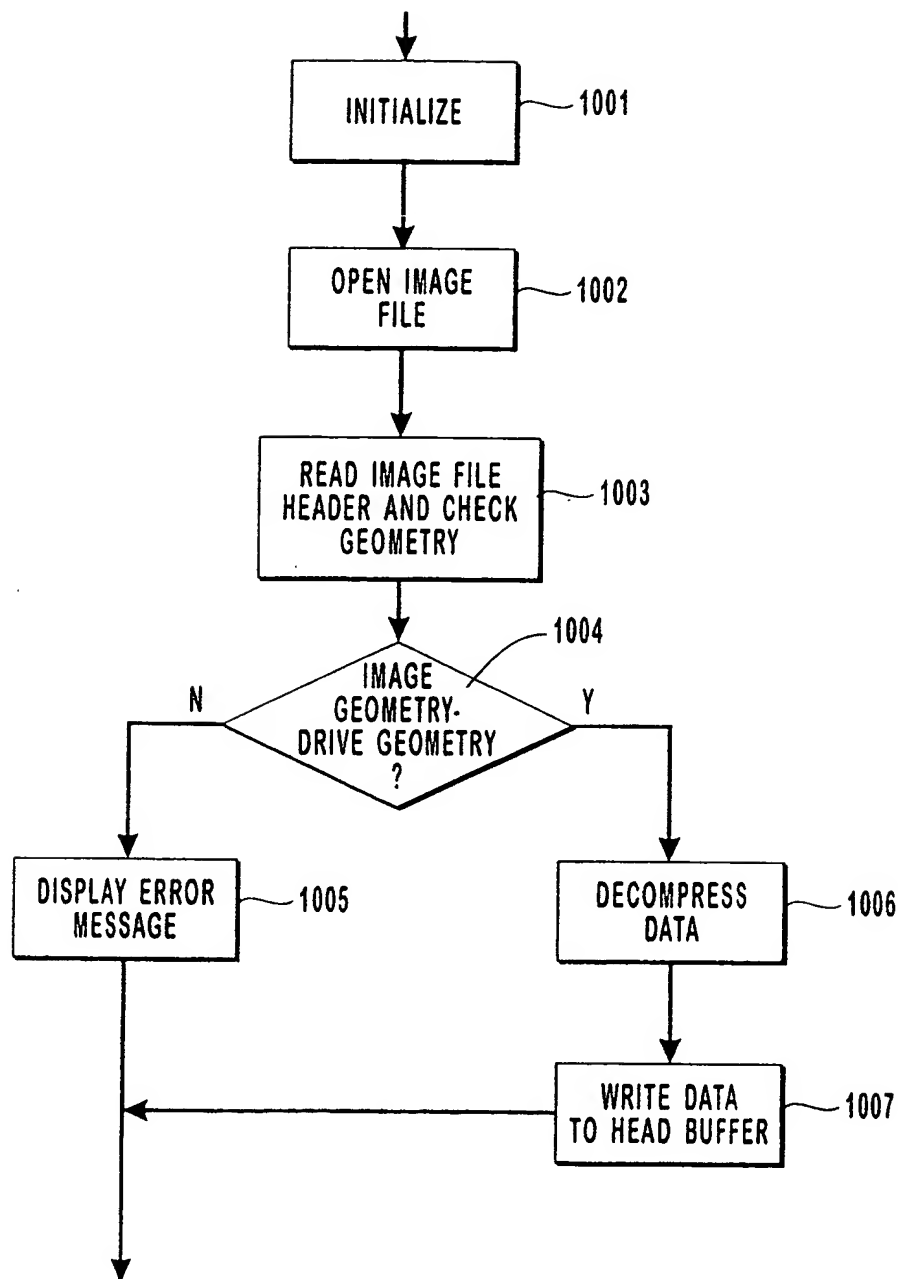 INITIALIZE
1001
OPEN IMAGE
FILE
1002
READ IMAGE FILE
HEADER AND CHECK
GEOMETRY
1003
1004
IMAGE
GEOMETRY-
DRIVE GEOMETRY
?
N
Y
DISPLAY ERROR
MESSAGE
1005
DECOMPRESS
DATA
1006
WRITE DATA
TO HEAD BUFFER
1007